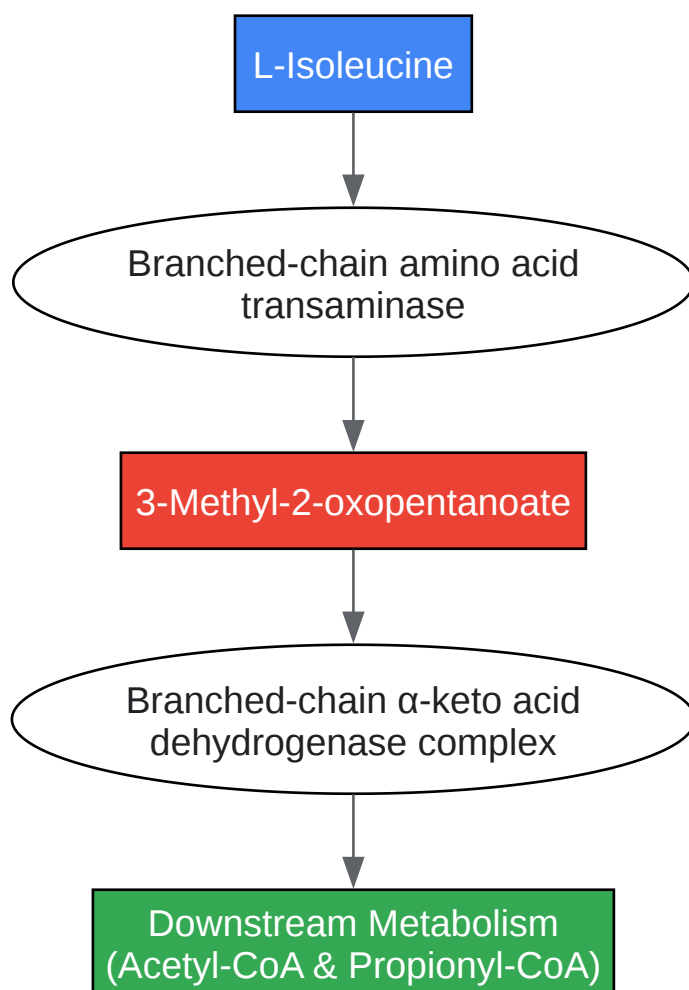 L-Isoleucine
Branched-chain amino acid
transaminase
3-Methyl-2-oxopentanoate
Branched-chain α-keto acid
dehydrogenase complex
Downstream Metabolism
(Acetyl-CoA & Propionyl-CoA)